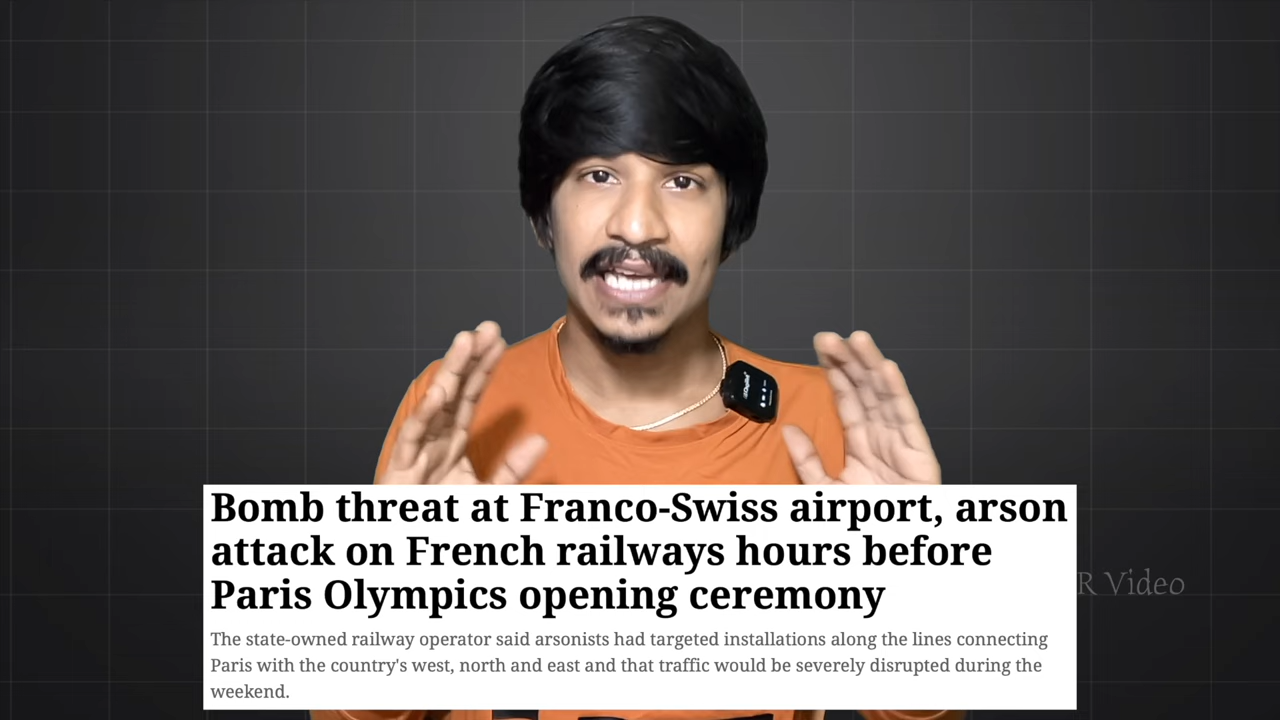 Bomb threat at Franco-Swiss airport, arson
attack on French railways hours before
Paris Olympics opening ceremony
R Video
The state-owned railway operator said arsonists had targeted installations along the lines connecting
Paris with the country's west, north and east and that traffic would be severely disrupted during the
weekend.